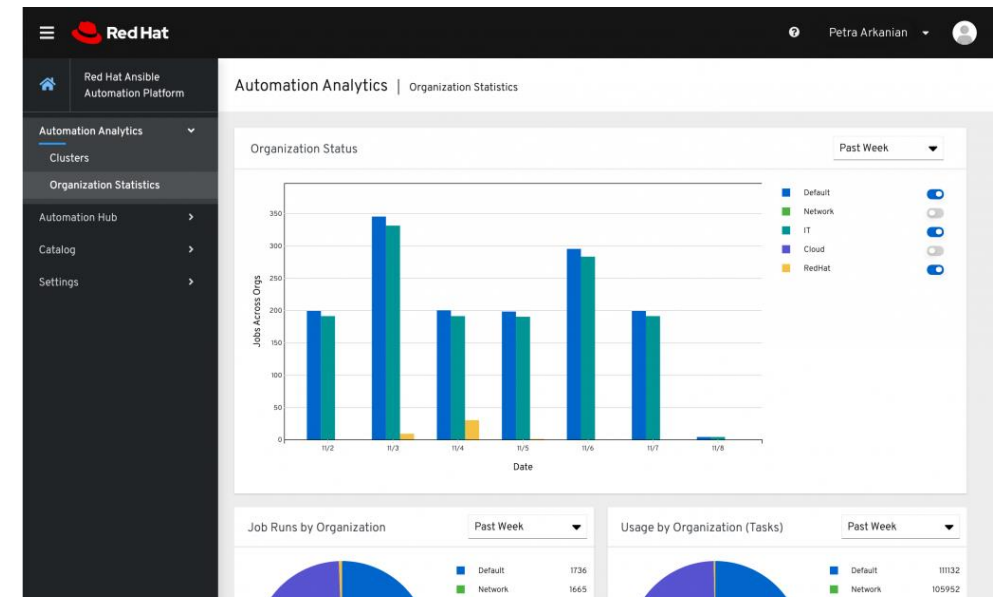 Red Hat
Petra Arkanian
Red Hat Ansible
Automation Platform
Automation Analytics | Organization Statistics
Automation Analytics
Clusters
Organization Statistics
Automation Hub
Catalog
Settings
Organization Status
Past Week
350
300
250
200
150
100
50
0
Jobs Across Orgs
11/2
11/3
11/4
11/5
11/6
11/7
11/8
Date
Default
Network
IT
Cloud
RedHat
Job Runs by Organization
Past Week
Default 1736
Network 1665
Usage by Organization (Tasks)
Past Week
Default 111132
Network 105952